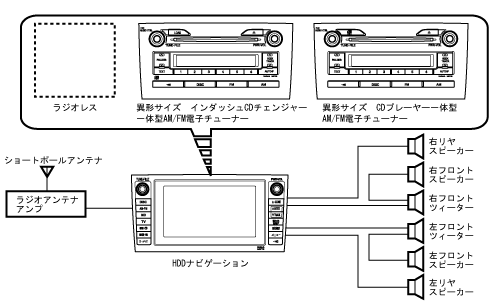 ラジオレス
異形サイズ インダッシュCDチェンジャー
一体型AM/FM電子チューナー
異形サイズ CDプレーヤー一体型
AM/FM電子チューナー
ショートポールアンテナ
ラジオアンテナ
アンプ
HDDナビゲーション
右リヤ
スピーカー
右フロント
スピーカー
右フロント
ツィーター
左フロント
ツィーター
左フロント
スピーカー
左リヤ
スピーカー